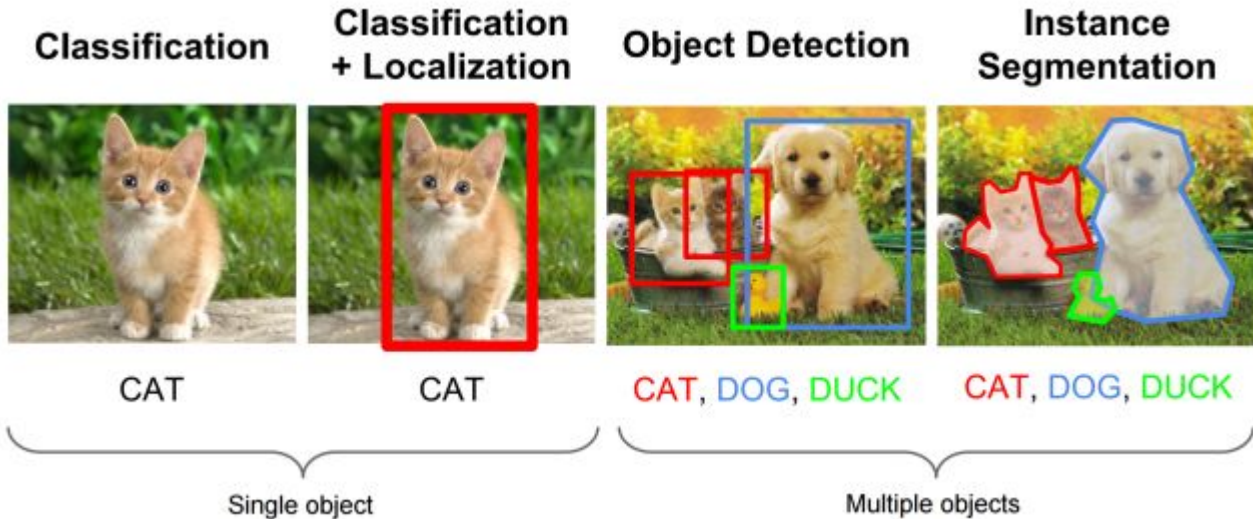 Classification
Classification
+ Localization
Object Detection
Instance
Segmentation
CAT
CAT
CAT, DOG, DUCK
CAT, DOG, DUCK
Single object
Multiple objects